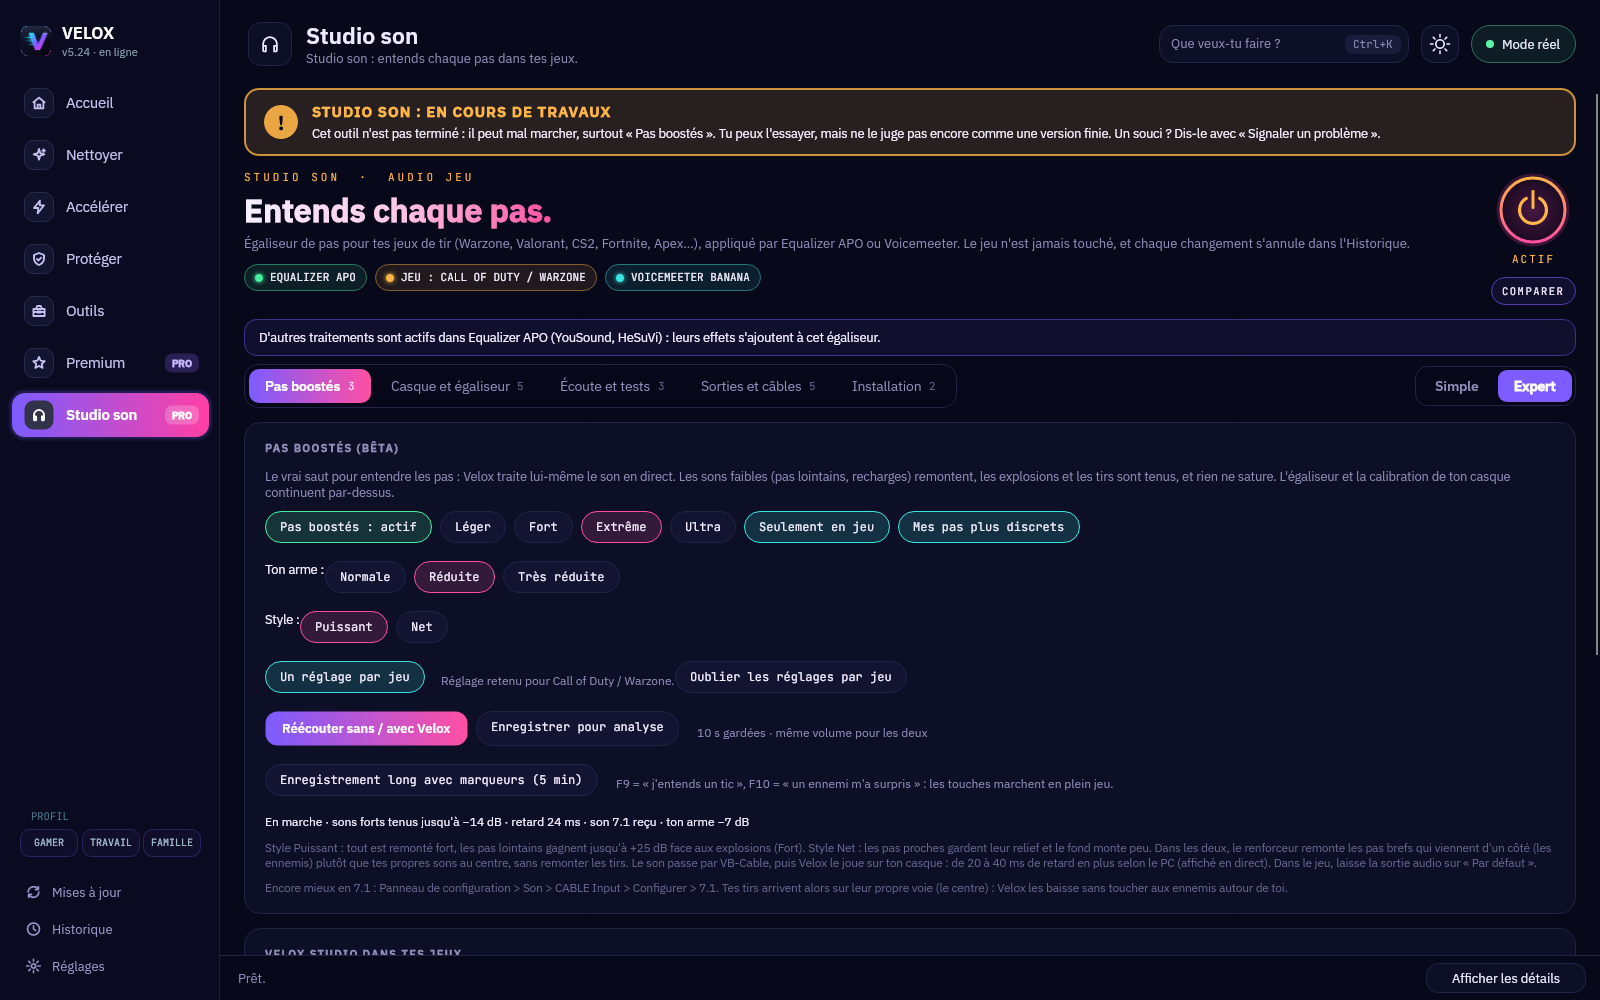 VELOX
v5.24 · en ligne
Accueil
Nettoyer
Accélérer
Protéger
Outils
Premium PRO
Studio son PRO
PROFIL
GAMER TRAVAIL FAMILLE
Mises à jour
Historique
Réglages
Studio son
Studio son : entends chaque pas dans tes jeux.
Que veux-tu faire ? Ctrl+K
Mode réel
! STUDIO SON : EN COURS DE TRAVAUX
Cet outil n'est pas terminé : il peut mal marcher, surtout « Pas boostés ». Tu peux l'essayer, mais ne le juge pas encore comme une version finie. Un souci ? Dis-le avec « Signaler un problème ».
STUDIO SON · AUDIO JEU
Entends chaque pas.
Égaliseur de pas pour tes jeux de tir (Warzone, Valorant, CS2, Fortnite, Apex...), appliqué par Equalizer APO ou Voicemeeter. Le jeu n'est jamais touché, et chaque changement s'annule dans l'Historique.
EQUALIZER APO JEU : CALL OF DUTY / WARZONE VOICEMEETER BANANA
ACTIF
COMPARER
D'autres traitements sont actifs dans Equalizer APO (YouSound, HeSuVi) : leurs effets s'ajoutent à cet égaliseur.
Pas boostés 3 Casque et égaliseur 5 Écoute et tests 3 Sorties et câbles 5 Installation 2
Simple Expert
PAS BOOSTÉS (BÊTA)
Le vrai saut pour entendre les pas : Velox traite lui-même le son en direct. Les sons faibles (pas lointains, recharges) remontent, les explosions et les tirs sont tenus, et rien ne sature. L'égaliseur et la calibration de ton casque
continuent par-dessus.
Pas boostés : actif Léger Fort Extrême Ultra Seulement en jeu Mes pas plus discrets
Ton arme : Normale Réduite Très réduite
Style : Puissant Net
Un réglage par jeu Réglage retenu pour Call of Duty / Warzone. Oublier les réglages par jeu
Réécouter sans / avec Velox Enregistrer pour analyse 10 s gardées · même volume pour les deux
Enregistrement long avec marqueurs (5 min) F9 = « j'entends un tic », F10 = « un ennemi m'a surpris » : les touches marchent en plein jeu.
En marche · sons forts tenus jusqu'à −14 dB · retard 24 ms · son 7.1 reçu · ton arme −7 dB
Style Puissant : tout est remonté fort, les pas lointains gagnent jusqu'à +25 dB face aux explosions (Fort). Style Net : les pas proches gardent leur relief et le fond monte peu. Dans les deux, le renforceur remonte les pas brefs qui viennent d'un côté (les
ennemis) plutôt que tes propres sons au centre, sans remonter les tirs. Le son passe par VB-Cable, puis Velox le joue sur ton casque : de 20 à 40 ms de retard en plus selon le PC (affiché en direct). Dans le jeu, laisse la sortie audio sur « Par défaut ».
Encore mieux en 7.1 : Panneau de configuration > Son > CABLE Input > Configurer > 7.1. Tes tirs arrivent alors sur leur propre voie (le centre) : Velox les baisse sans toucher aux ennemis autour de toi.
VELOX STUDIO DANS TES JEUX
Prêt.
Afficher les détails